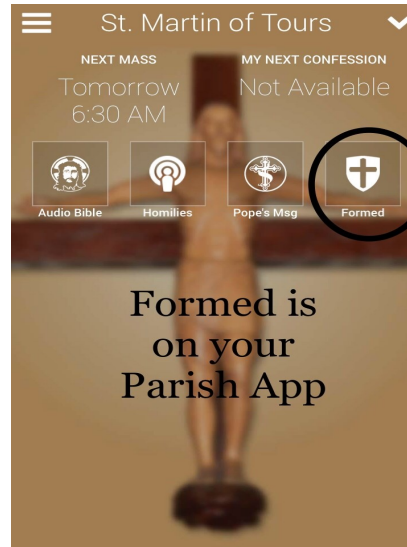 St. Martin of Tours
NEXT MASS
Tomorrow
6:30 AM
MY NEXT CONFESSION
Not Available
Audio Bible
Homilies
Pope's Msg
Formed
Formed is
on your
Parish App